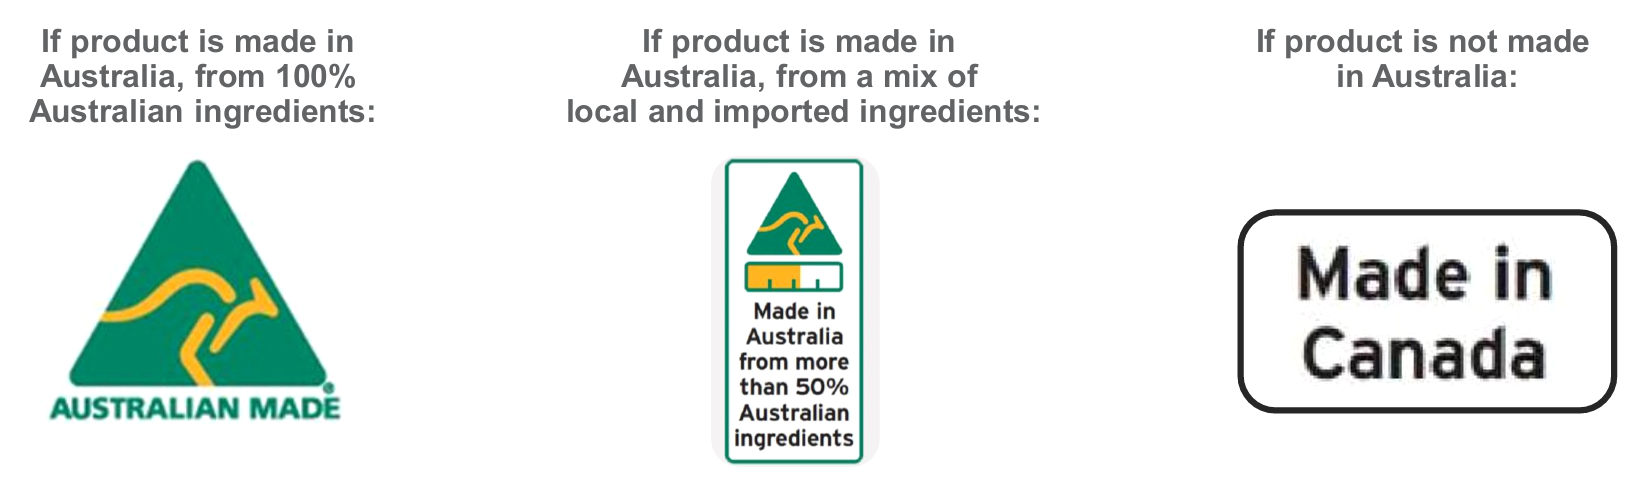 If product is made in
Australia, from 100%
Australian ingredients:
AUSTRALIAN MADE®
If product is made in
Australia, from a mix of
local and imported ingredients:
Made in
Australia
from more
than 50%
Australian
ingredients
If product is not made
in Australia:
Made in
Canada